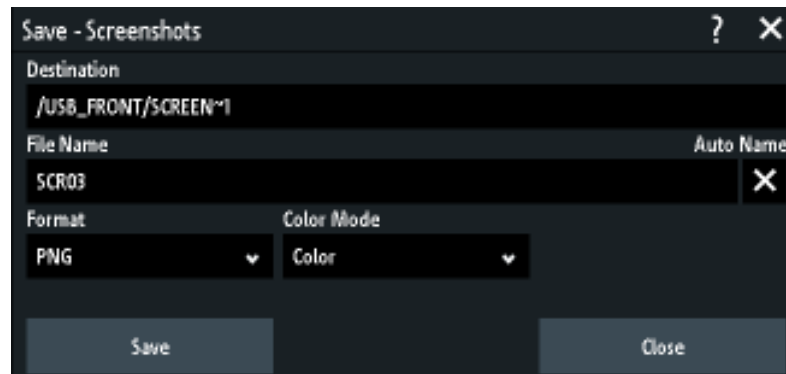 Save - Screenshots ?
Destination
/USB_FRONT/SCREEN~1
File Name Auto Name
SCR03
Format Color Mode
PNG Color
Save Close